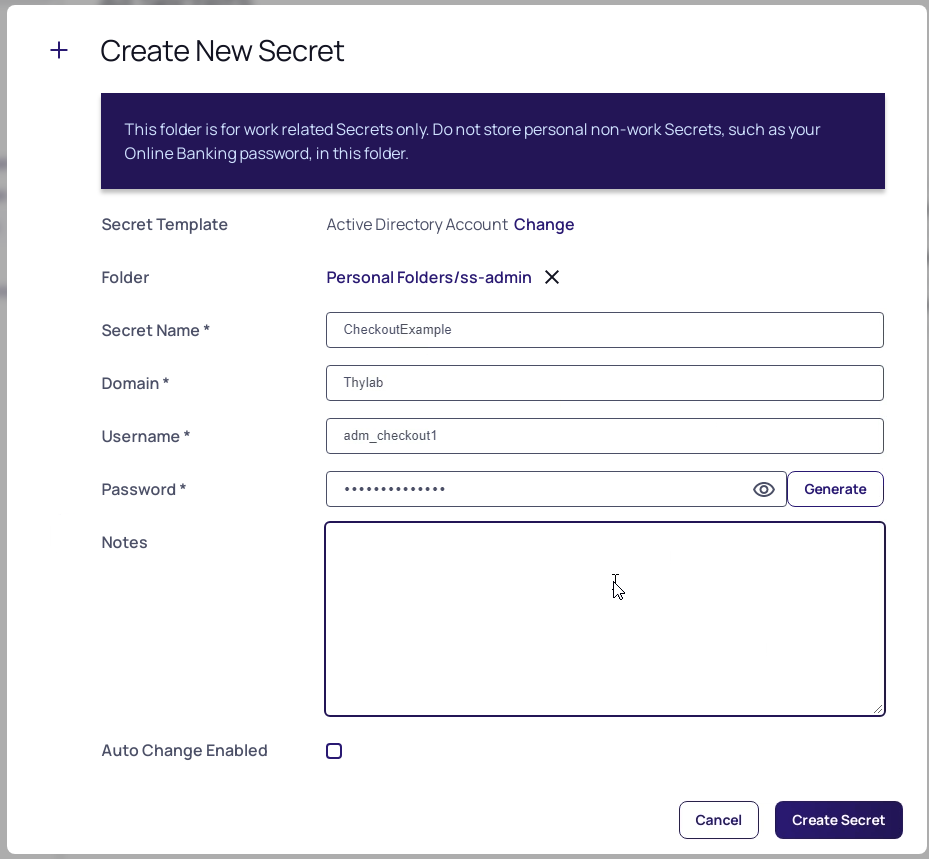 Create New Secret
This folder is for work related Secrets only. Do not store personal non-work Secrets, such as your
Online Banking password, in this folder.
Secret Template Active Directory Account Change
Folder Personal Folders/ss-admin
Secret Name * CheckoutExample
Domain * Thylab
Username * adm_checkout1
Password * •••••••••••••• Generate
Notes
Auto Change Enabled
Cancel Create Secret